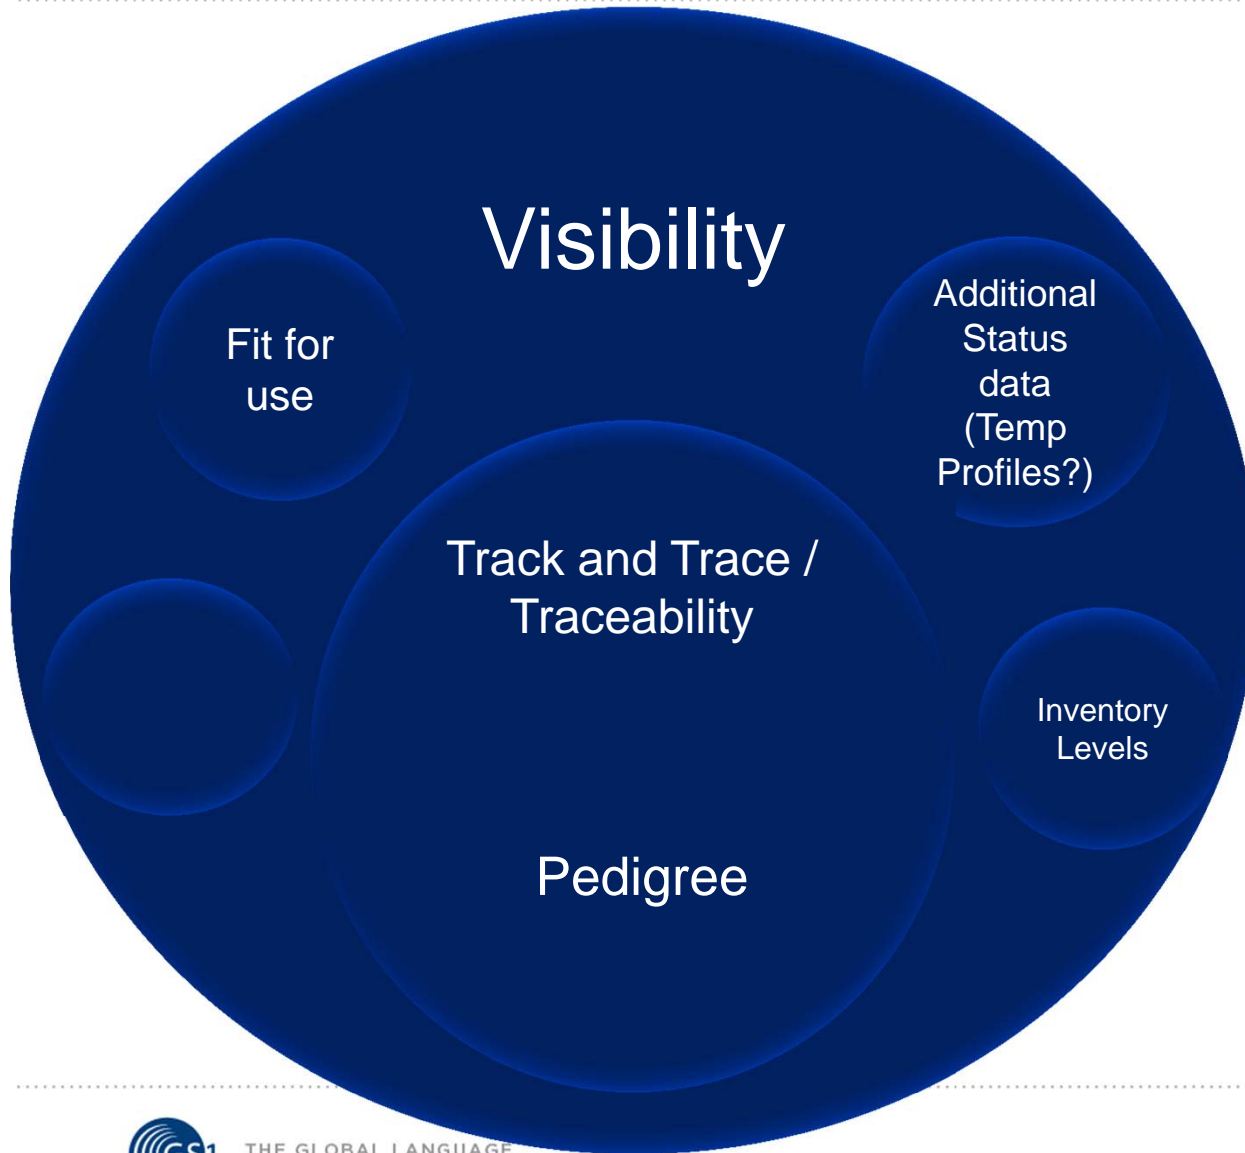 Visibility
Fit for
use
Additional
Status
data
(Temp
Profiles?)
Track and Trace /
Traceability
Inventory
Levels
Pedigree
GS1
THE GLOBAL LANGUAGE